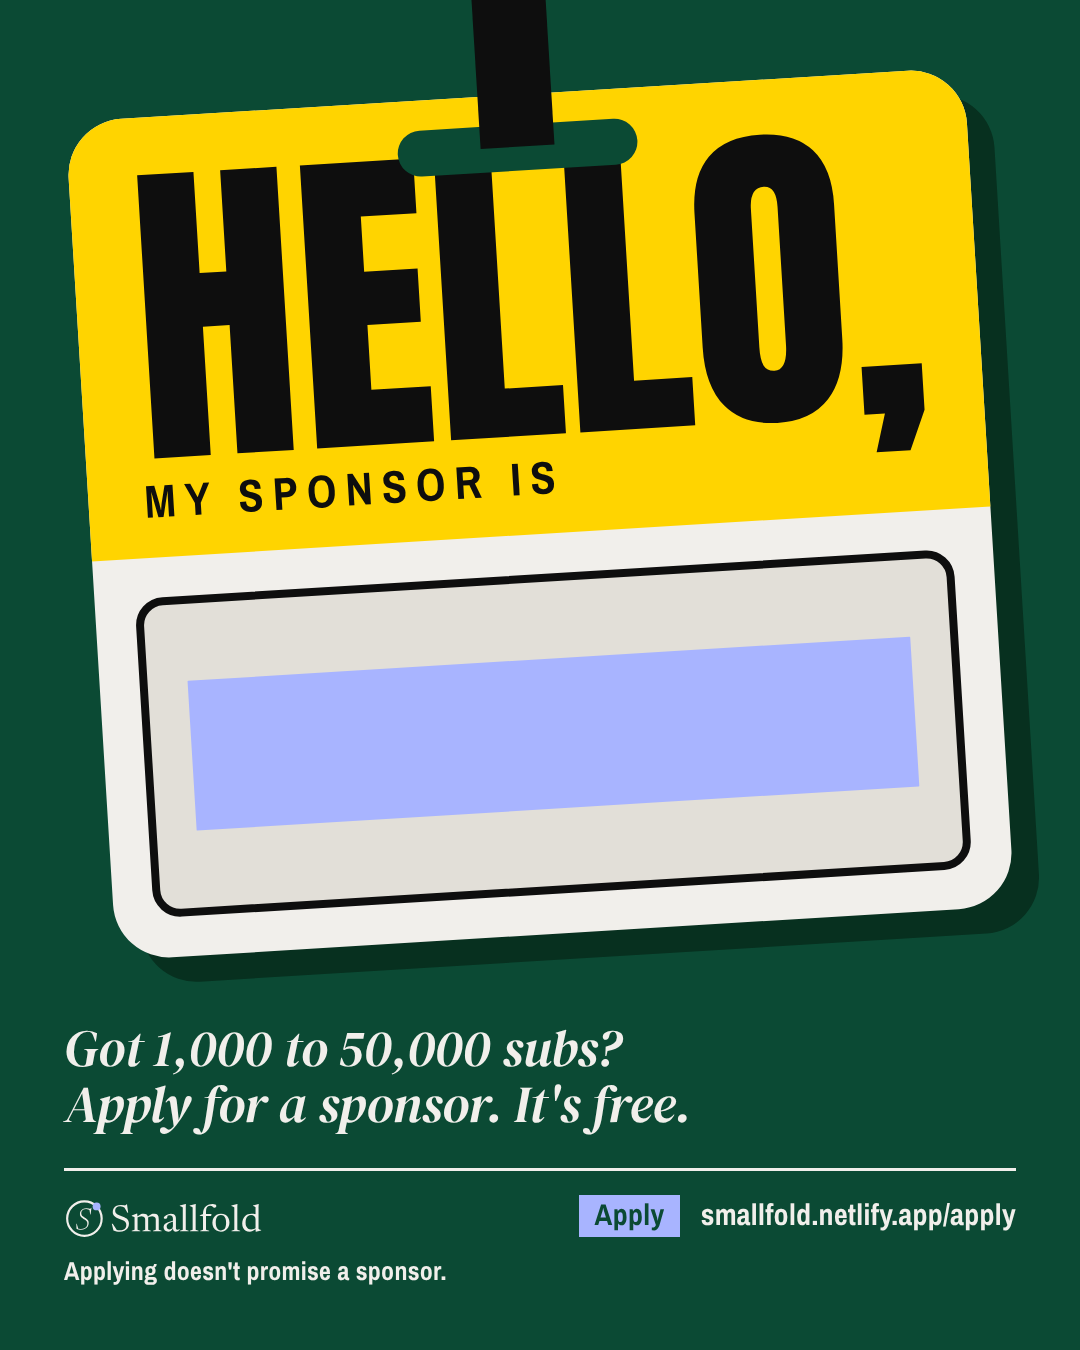 HELLO,
MY SPONSOR IS
Got 1,000 to 50,000 subs?
Apply for a sponsor. It's free.
S Smallfold
Apply smallfold.netlify.app/apply
Applying doesn't promise a sponsor.